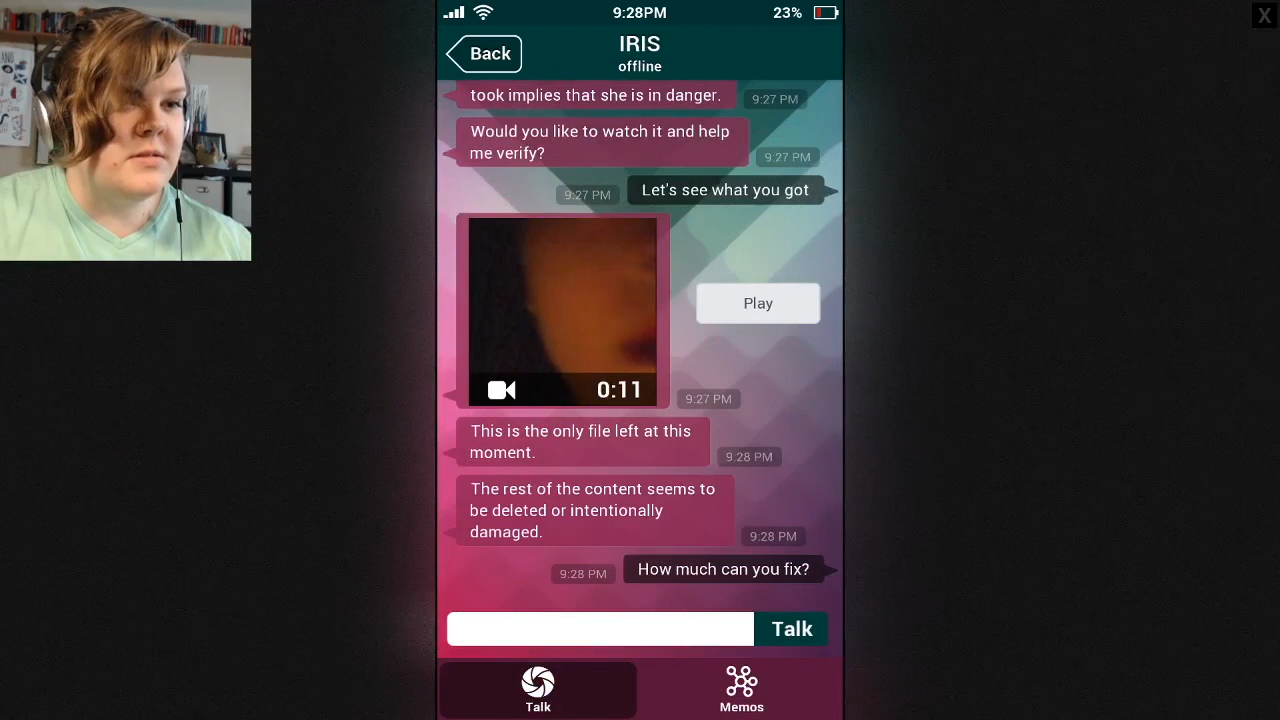 9:28PM
23%
X
Back
IRIS
offline
took implies that she is in danger.
9:27 PM
Would you like to watch it and help
me verify?
9:27 PM
Let's see what you got
9:27 PM
Play
0:11
9:27 PM
This is the only file left at this
moment.
9:28 PM
The rest of the content seems to
be deleted or intentionally
damaged.
9:28 PM
How much can you fix?
9:28 PM
Talk
Talk
Memos